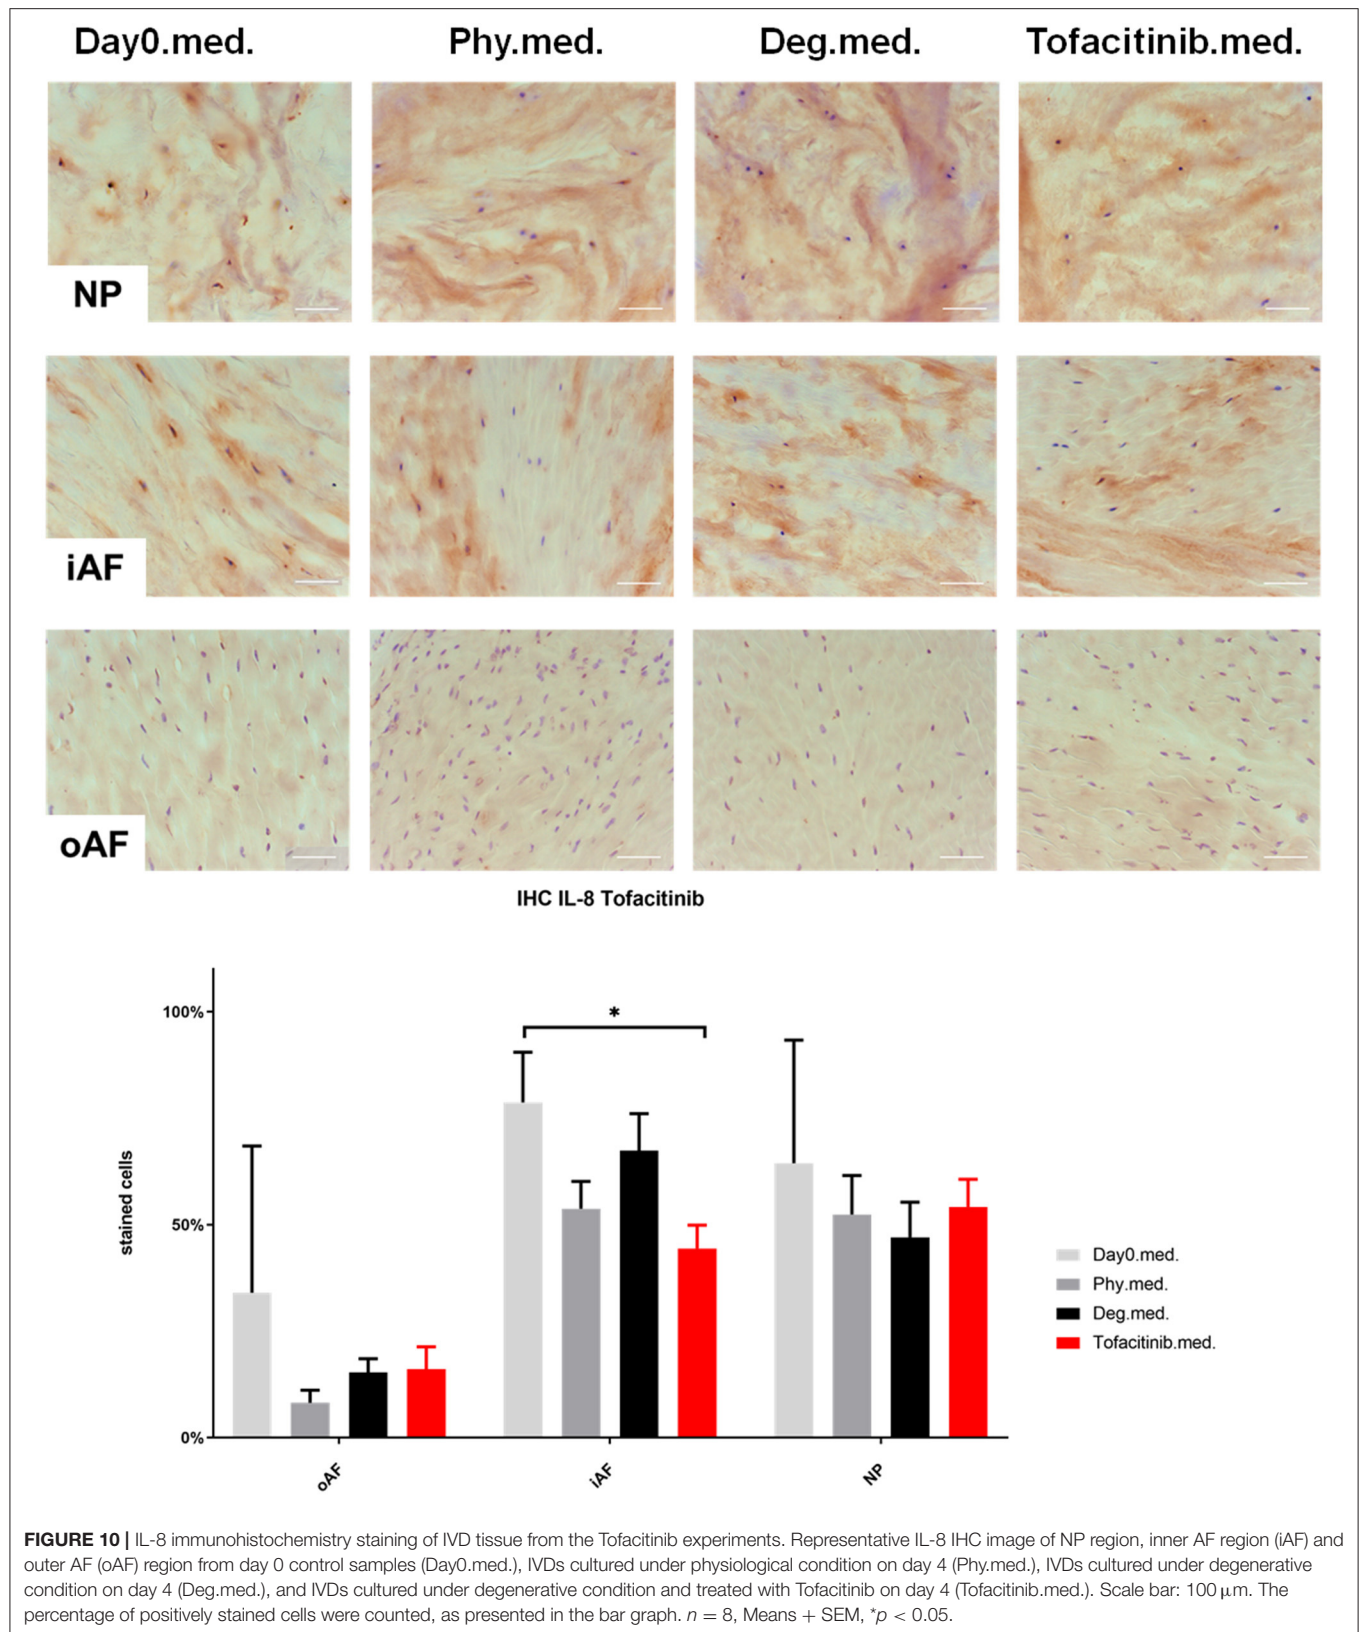 Day0.med. Phy.med. Deg.med. Tofacitinib.med.
NP
iAF
oAF
IHC IL-8 Tofacitinib
100%
*
50%
0%
stained cells
oAF iAF NP
Day0.med.
Phy.med.
Deg.med.
Tofacitinib.med.
FIGURE 10 | IL-8 immunohistochemistry staining of IVD tissue from the Tofacitinib experiments. Representative IL-8 IHC image of NP region, inner AF region (iAF) and
outer AF (oAF) region from day 0 control samples (Day0.med.), IVDs cultured under physiological condition on day 4 (Phy.med.), IVDs cultured under degenerative
condition on day 4 (Deg.med.), and IVDs cultured under degenerative condition and treated with Tofacitinib on day 4 (Tofacitinib.med.). Scale bar: 100 μm. The
percentage of positively stained cells were counted, as presented in the bar graph. n = 8, Means + SEM, *p < 0.05.